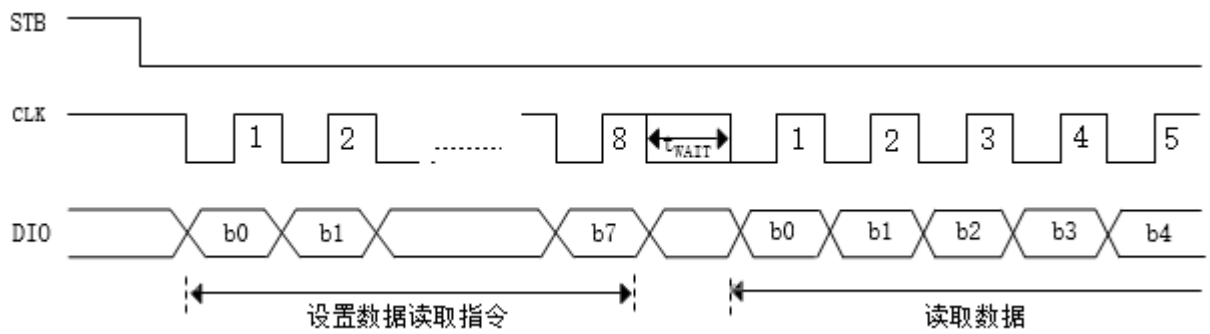 STB
CLK 1 2 ......... 8 tWAIT 1 2 3 4 5
DIO b0 b1 b7 b0 b1 b2 b3 b4
设置数据读取指令 读取数据